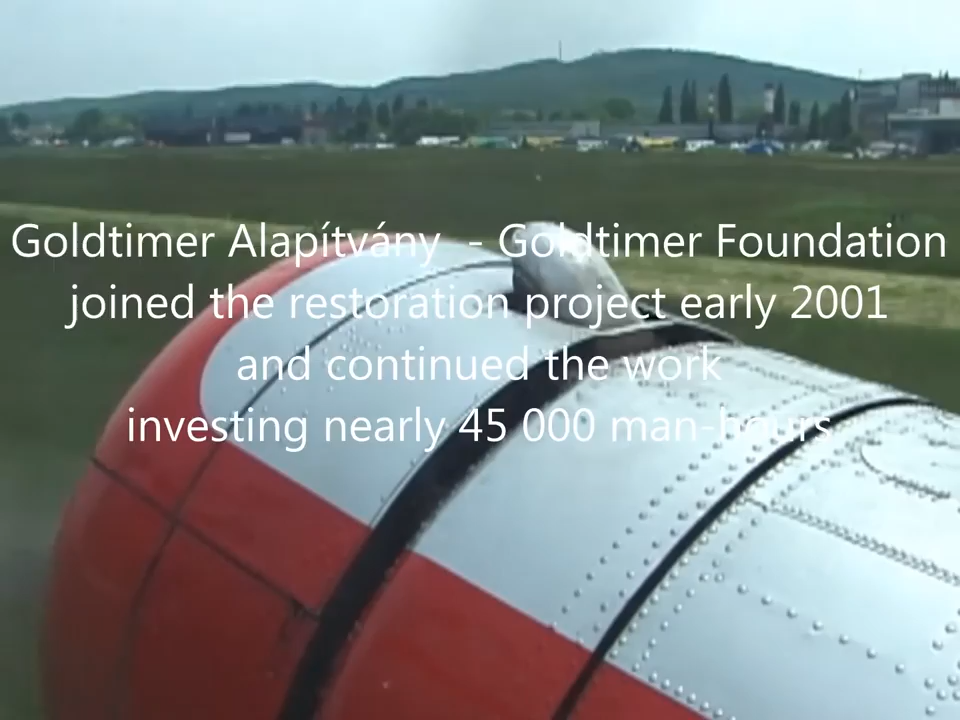 Goldtimer Alapítvány  - Goldtimer Foundation
joined the restoration project early 2001
and continued the work
investing nearly 45 000 man-hours